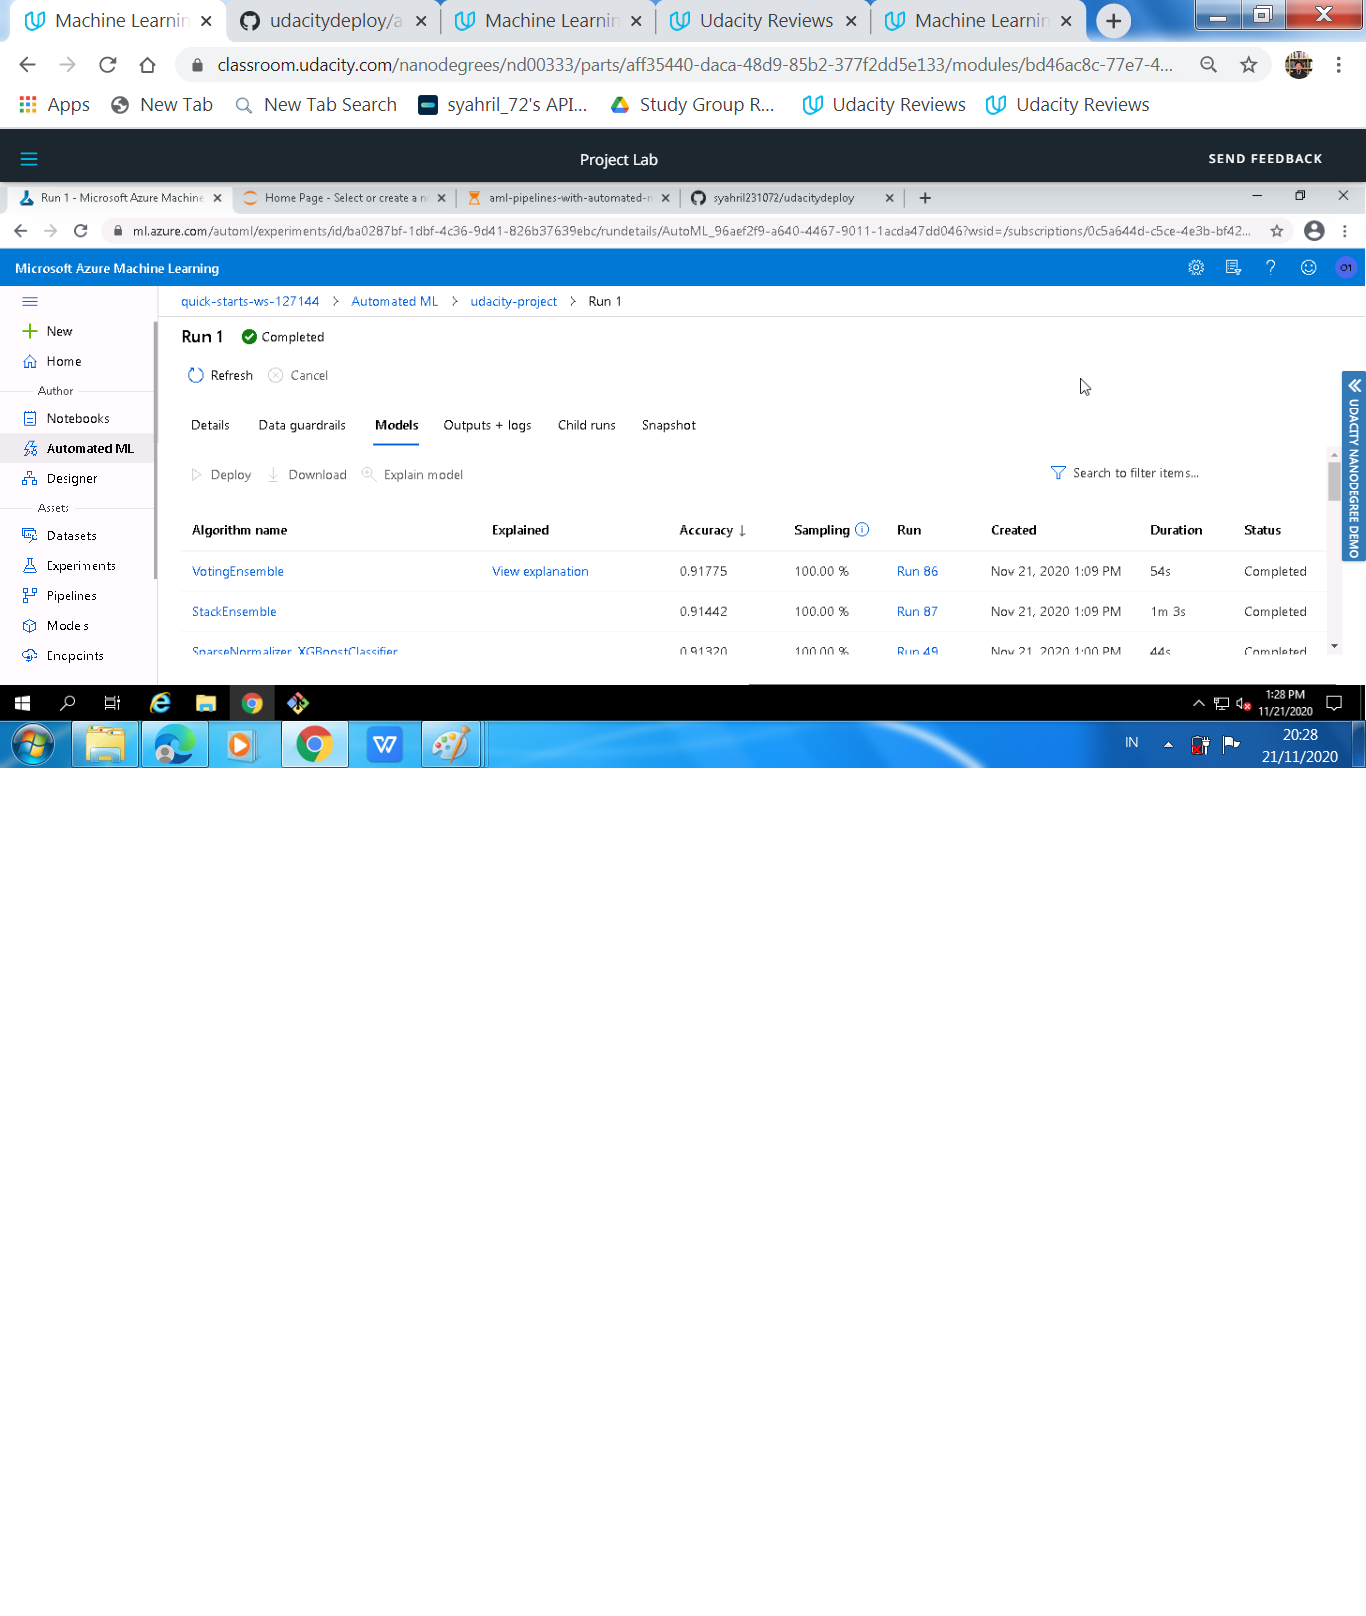 Machine Learnin
udacitydeploy/a
Machine Learnin
Udacity Reviews
Machine Learnin
classroom.udacity.com/nanodegrees/nd00333/parts/aff35440-daca-48d9-85b2-377f2dd5e133/modules/bd46ac8c-77e7-4...
Apps
New Tab
New Tab Search
syahril_72's API...
Study Group R...
Udacity Reviews
Udacity Reviews
Project Lab
SEND FEEDBACK
Run 1 - Microsoft Azure Machine
Home Page - Select or create a n
aml-pipelines-with-automated-
syahril231072/udacitydeploy
ml.azure.com/automl/experiments/id/ba0287bf-1dbf-4c36-9d41-826b37639ebc/rundetails/AutoML_96aef2f9-a640-4467-9011-1acda47dd046?wsid=/subscriptions/0c5a644d-c5ce-4e3b-bf42...
Microsoft Azure Machine Learning
quick-starts-ws-127144 > Automated ML > udacity-project > Run 1
New
Home
Author
Notebooks
Automated ML
Designer
Assets
Datasets
Experiments
Pipelines
Models
Endpoints
Run 1 Completed
Refresh Cancel
Details Data guardrails Models Outputs + logs Child runs Snapshot
Deploy Download Explain model
Search to filter items...
Algorithm name Explained Accuracy ↓ Sampling Run Created Duration Status
VotingEnsemble View explanation 0.91775 100.00 % Run 86 Nov 21, 2020 1:09 PM 54s Completed
StackEnsemble 0.91442 100.00 % Run 87 Nov 21, 2020 1:09 PM 1m 3s Completed
SparseNormalizer, XGBoostClassifier 0.91320 100.00 % Run 49 Nov 21, 2020 1:00 PM 44s Completed
UDACITY NANODEGREE DEMO
1:28 PM
11/21/2020
IN
20:28
21/11/2020